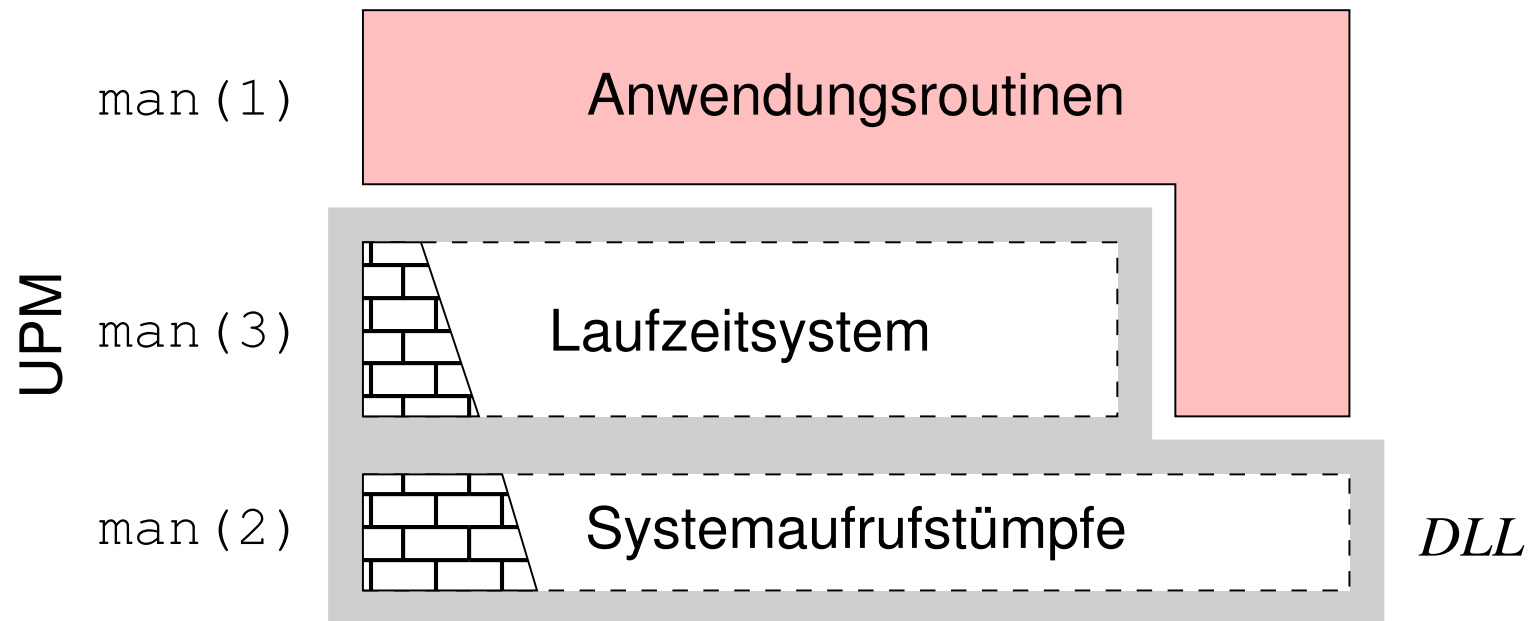 man(1)
Anwendungsroutinen
UPM
man(3)
Laufzeitsystem
man(2)
Systemaufrufstümpfe
DLL